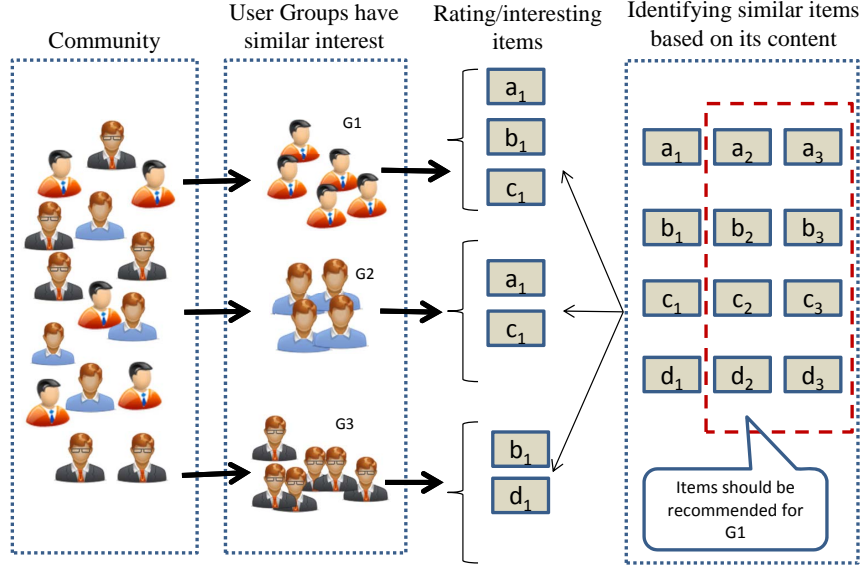 Community
User Groups have
similar interest
Rating/interesting
items
Identifying similar items
based on its content
G1
a1
b1
c1
G2
a1
c1
G3
b1
d1
a1 a2 a3
b1 b2 b3
c1 c2 c3
d1 d2 d3
Items should be
recommended for
G1